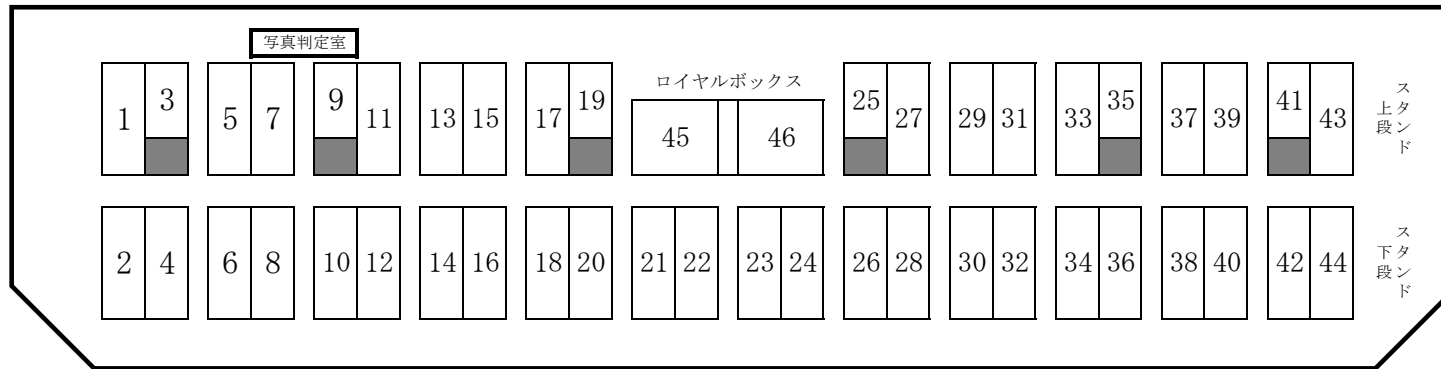 写真判定室
ロイヤルボックス
1 3 5 7 9 11 13 15 17 19 45 46 25 27 29 31 33 35 37 39 41 43
スタンド上段
2 4 6 8 10 12 14 16 18 20 21 22 23 24 26 28 30 32 34 36 38 40 42 44
スタンド下段